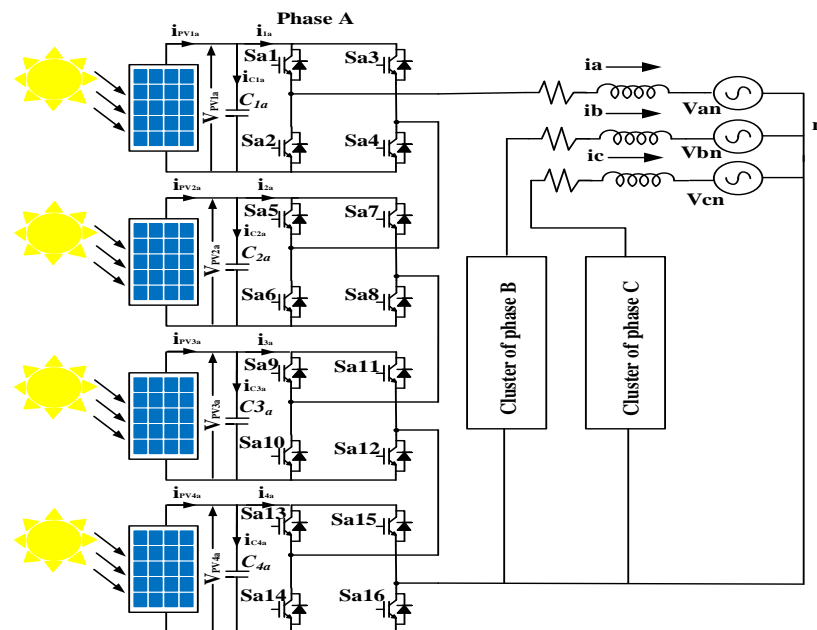 Phase A
iPV1a
i1a
Sa1
Sa3
iC1a
C1a
VPV1a
Sa2
Sa4
iPV2a
i2a
Sa5
Sa7
iC2a
C2a
VPV2a
Sa6
Sa8
iPV3a
i3a
Sa9
Sa11
iC3a
C3a
VPV3a
Sa10
Sa12
iPV4a
i4a
Sa13
Sa15
iC4a
C4a
VPV4a
Sa14
Sa16
ia
Van
ib
Vbn
ic
Vcn
Cluster of phase B
Cluster of phase C